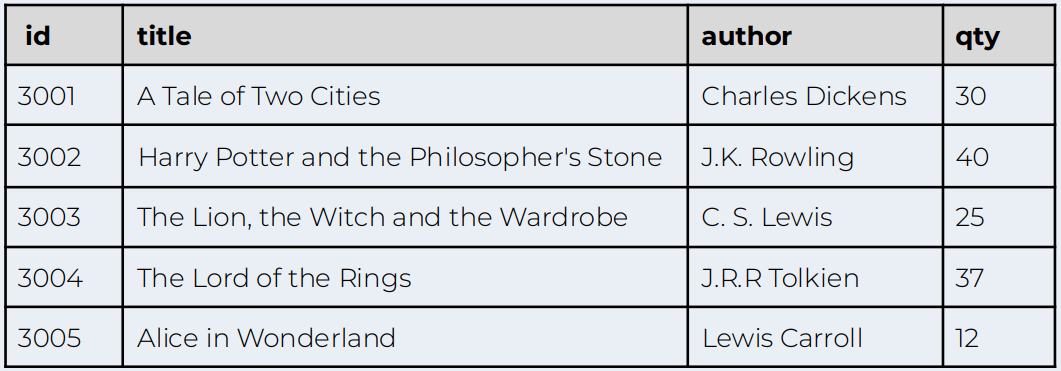 id title author qty
3001 A Tale of Two Cities Charles Dickens 30
3002 Harry Potter and the Philosopher's Stone J.K. Rowling 40
3003 The Lion, the Witch and the Wardrobe C. S. Lewis 25
3004 The Lord of the Rings J.R.R Tolkien 37
3005 Alice in Wonderland Lewis Carroll 12